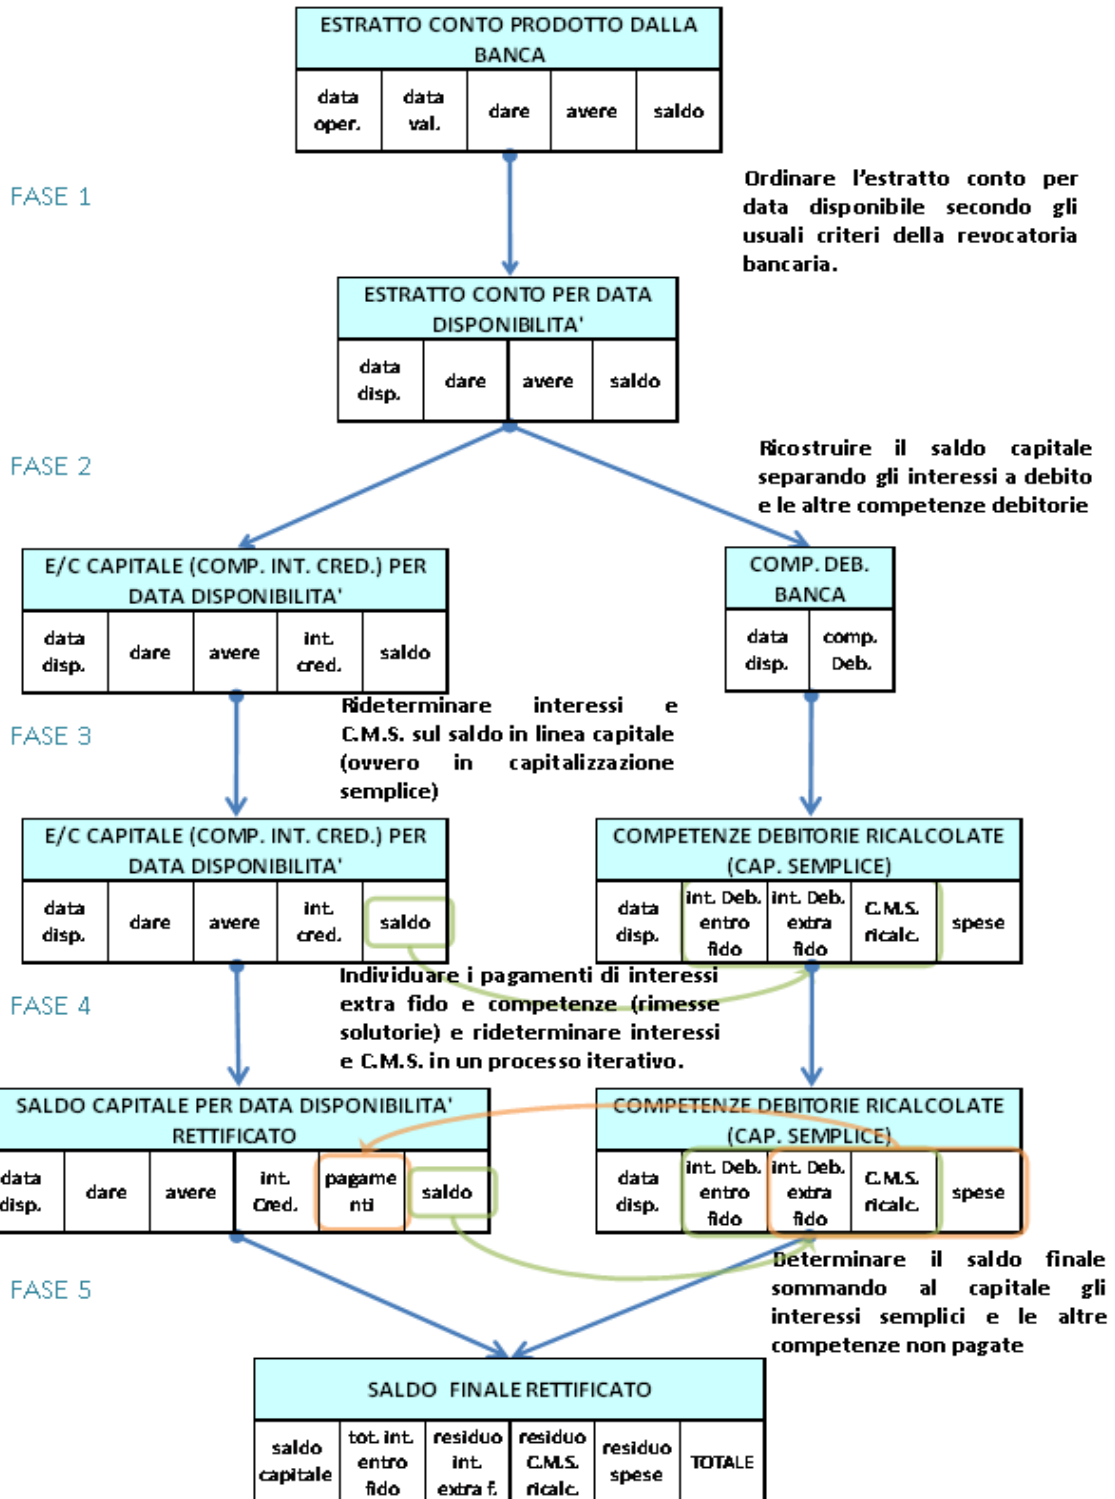 ESTRATTO CONTO PRODOTTO DALLA
BANCA
data
oper.
data
val.
dare
avere
saldo
FASE 1
Ordinare l'estratto conto per
data disponibile secondo gli
usuali criteri della revocatoria
bancaria.
ESTRATTO CONTO PER DATA
DISPONIBILITA'
data
disp.
dare
avere
saldo
FASE 2
Ricostruire il saldo capitale
separando gli interessi a debito
e le altre competenze debitorie
E/C CAPITALE (COMP. INT. CRED.) PER
DATA DISPONIBILITA'
data
disp.
dare
avere
int.
cred.
saldo
COMP. DEB.
BANCA
data
disp.
comp.
Deb.
FASE 3
Rideterminare interessi e
C.M.S. sul saldo in linea capitale
(ovvero in capitalizzazione
semplice)
E/C CAPITALE (COMP. INT. CRED.) PER
DATA DISPONIBILITA'
data
disp.
dare
avere
int.
cred.
saldo
COMPETENZE DEBITORIE RICALCOLATE
(CAP. SEMPLICE)
data
disp.
int. Deb.
entro
fido
int. Deb.
extra
fido
C.M.S.
ricalc.
spese
FASE 4
Individuare i pagamenti di interessi
extra fido e competenze (rimesse
solutorie) e rideterminare interessi
e C.M.S. in un processo iterativo.
SALDO CAPITALE PER DATA DISPONIBILITA'
RETTIFICATO
data
disp.
dare
avere
int.
Cred.
pagame
nti
saldo
COMPETENZE DEBITORIE RICALCOLATE
(CAP. SEMPLICE)
data
disp.
int. Deb.
entro
fido
int. Deb.
extra
fido
C.M.S.
ricalc.
spese
FASE 5
Determinare il saldo finale
sommando al capitale gli
interessi semplici e le altre
competenze non pagate
SALDO FINALE RETTIFICATO
saldo
capitale
tot. int.
entro
fido
residuo
int.
extra f.
residuo
C.M.S.
ricalc.
residuo
spese
TOTALE